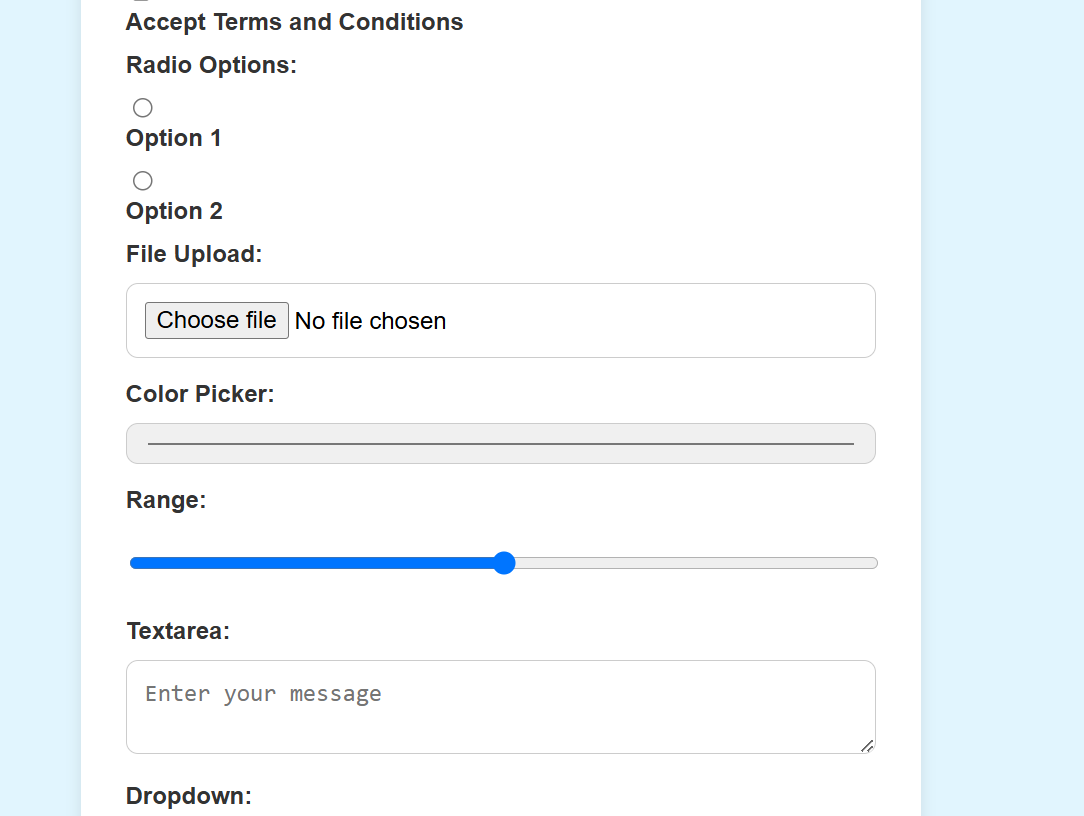 Accept Terms and Conditions
Radio Options:
Option 1
Option 2
File Upload:
Choose file No file chosen
Color Picker:
Range:
Textarea:
Enter your message
Dropdown: